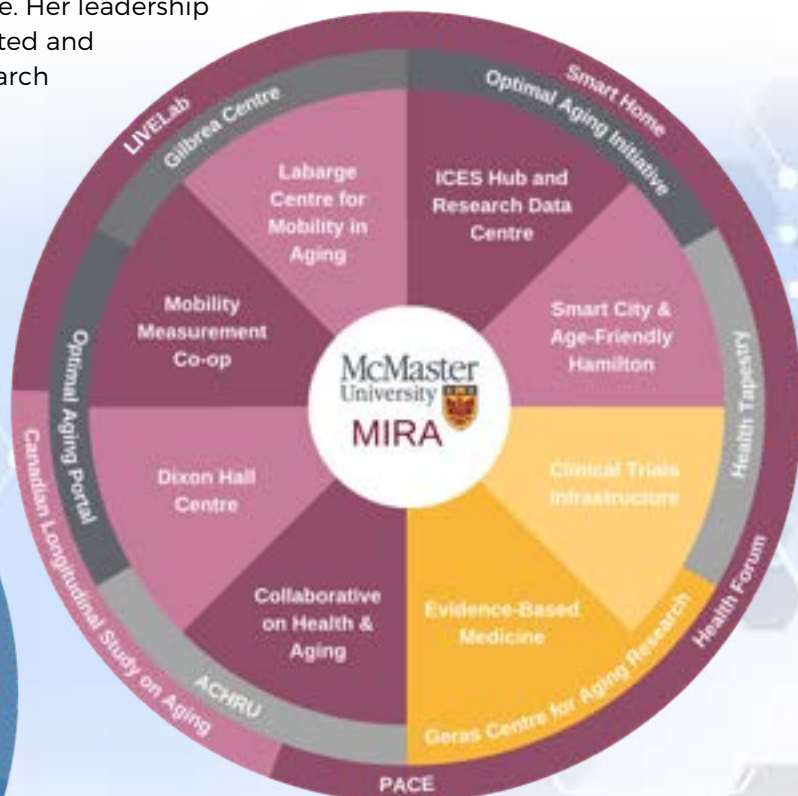 e. Her leadership
ted and
arch
LIVELab
Smart Home
Gilbrea Centre
Optimal Aging Initiative
Labarge
Centre for
Mobility in
Aging
ICES Hub and
Research Data
Centre
Mobility
Measurement
Co-op
Smart City &
Age-Friendly
Hamilton
McMaster
University
MIRA
Optimal Aging Portal
Health Tapestry
Canadian Longitudinal Study on Aging
Dixon Hall
Centre
Clinical Trials
Infrastructure
Collaborative
on Health &
Aging
Evidence-Based
Medicine
Health Forum
ACHRU
Geras Centre for Aging Research
PACE